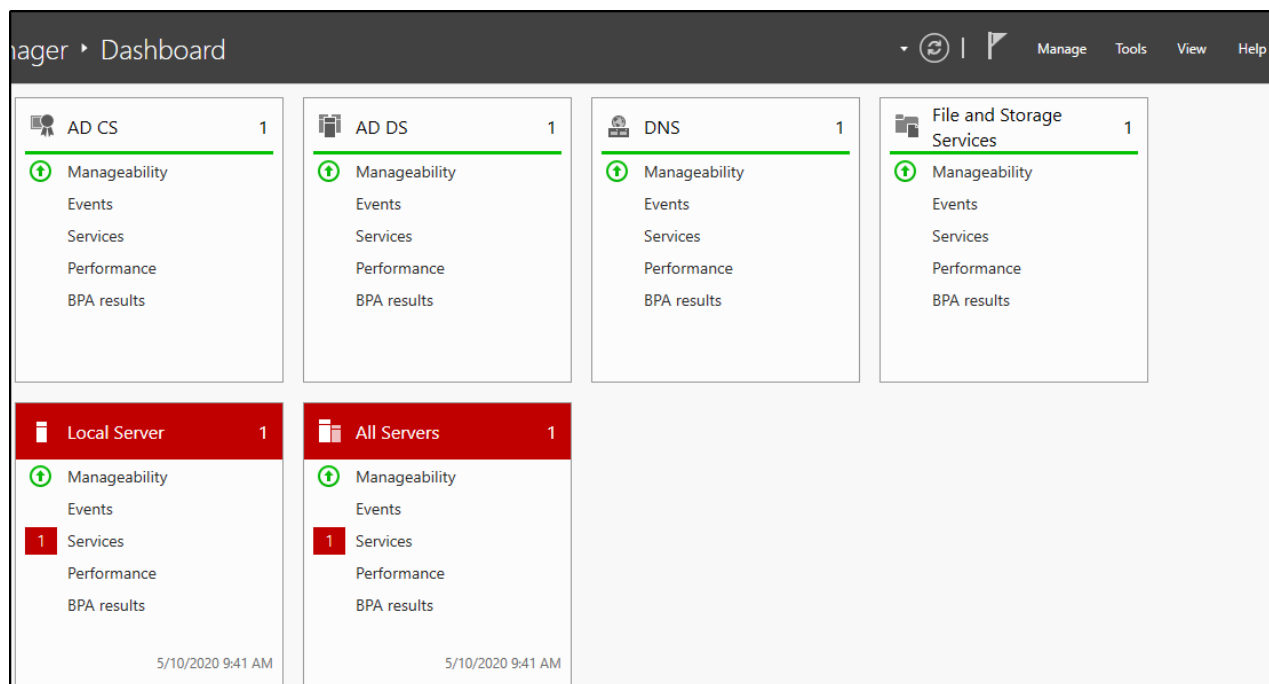 Dashboard
Manage Tools View Help
AD CS 1
Manageability
Events
Services
Performance
BPA results
AD DS 1
Manageability
Events
Services
Performance
BPA results
DNS 1
Manageability
Events
Services
Performance
BPA results
File and Storage
Services 1
Manageability
Events
Services
Performance
BPA results
Local Server 1
Manageability
Events
1 Services
Performance
BPA results
5/10/2020 9:41 AM
All Servers 1
Manageability
Events
1 Services
Performance
BPA results
5/10/2020 9:41 AM